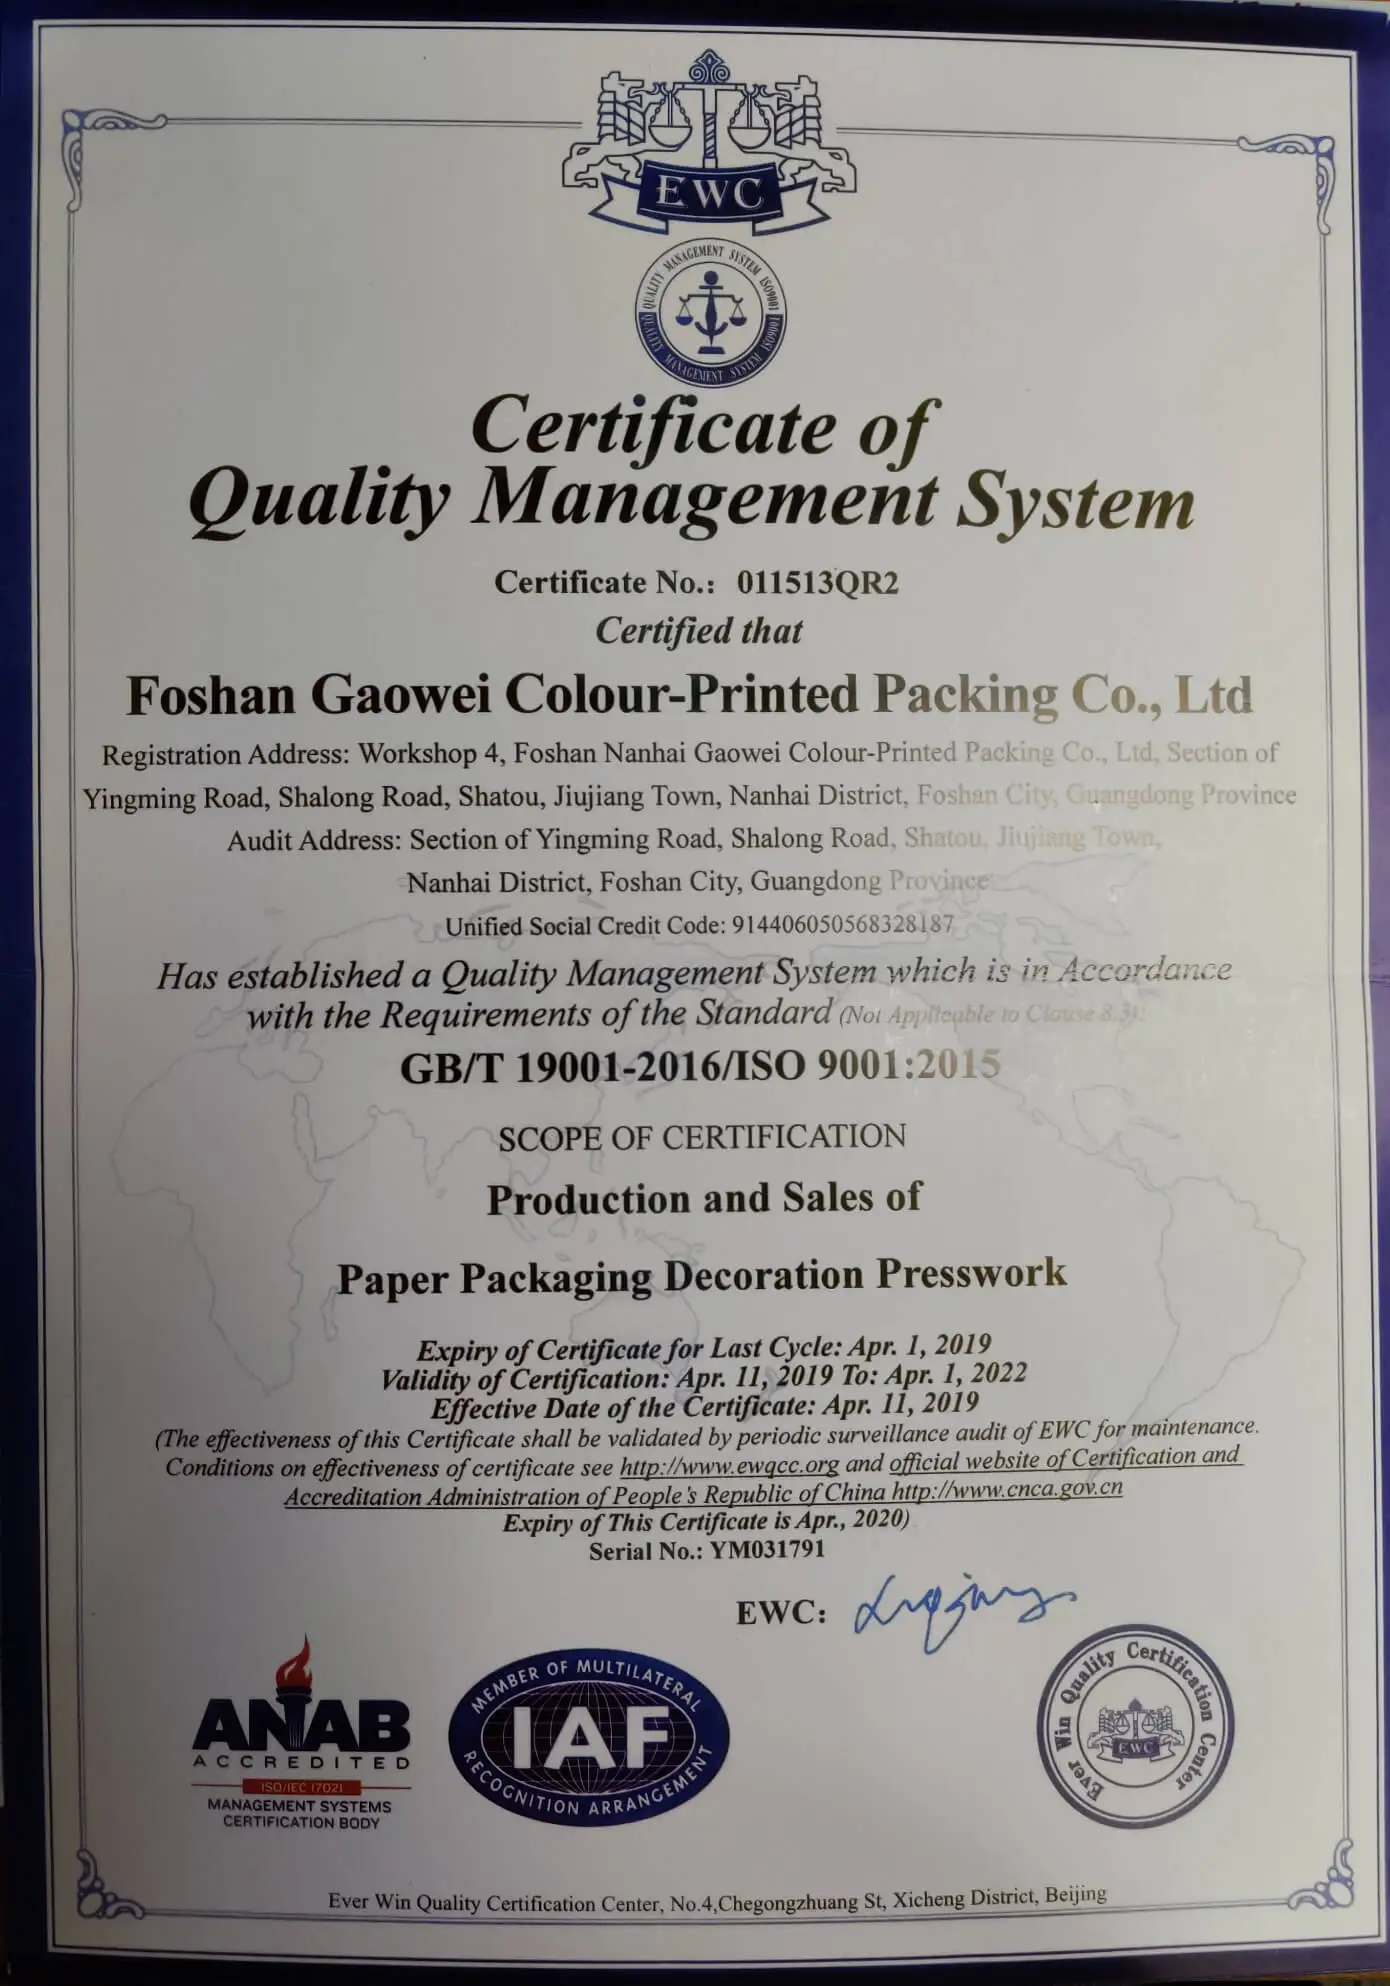 EWC
QUALITY MANAGEMENT SYSTEM ISO9001
QUALITY MANAGEMENT SYSTEM ISO9001
Certificate of
Quality Management System
Certificate No.: 011513QR2
Certified that
Foshan Gaowei Colour-Printed Packing Co., Ltd
Registration Address: Workshop 4, Foshan Nanhai Gaowei Colour-Printed Packing Co., Ltd, Section of
Yingming Road, Shalong Road, Shatou, Jiujiang Town, Nanhai District, Foshan City, Guangdong Province
Audit Address: Section of Yingming Road, Shalong Road, Shatou, Jiujiang Town,
Nanhai District, Foshan City, Guangdong Province
Unified Social Credit Code: 914406050568328187
Has established a Quality Management System which is in Accordance
with the Requirements of the Standard (Not Applicable to Clause 8.3):
GB/T 19001-2016/ISO 9001:2015
SCOPE OF CERTIFICATION
Production and Sales of
Paper Packaging Decoration Presswork
Expiry of Certificate for Last Cycle: Apr. 1, 2019
Validity of Certification: Apr. 11, 2019 To: Apr. 1, 2022
Effective Date of the Certificate: Apr. 11, 2019
(The effectiveness of this Certificate shall be validated by periodic surveillance audit of EWC for maintenance.
Conditions on effectiveness of certificate see http://www.ewqcc.org and official website of Certification and
Accreditation Administration of People's Republic of China http://www.cnca.gov.cn
Expiry of This Certificate is Apr., 2020)
Serial No.: YM031791
EWC:
ANAB
ACCREDITED
ISO/IEC 17021
MANAGEMENT SYSTEMS
CERTIFICATION BODY
MEMBER OF MULTILATERAL
IAF
RECOGNITION ARRANGEMENT
Ever Win Quality Certification Center
EWC
Ever Win Quality Certification Center, No.4,Chegongzhuang St, Xicheng District, Beijing